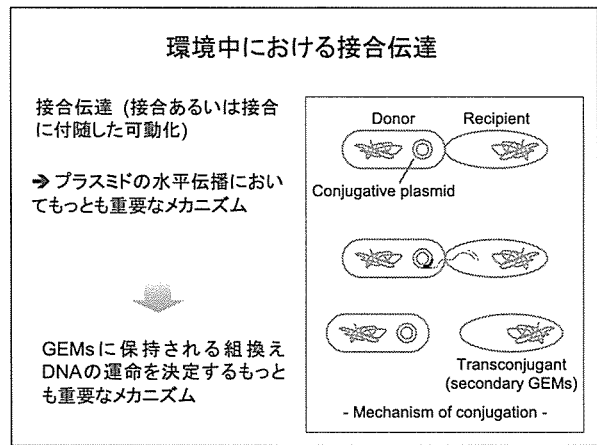 環境中における接合伝達
接合伝達 (接合あるいは接合
に付随した可動化)
➔ プラスミドの水平伝播におい
てもっとも重要なメカニズム
GEMsに保持される組換え
DNAの運命を決定するもっと
も重要なメカニズム
Donor Recipient
Conjugative plasmid
Transconjugant
(secondary GEMs)
- Mechanism of conjugation -